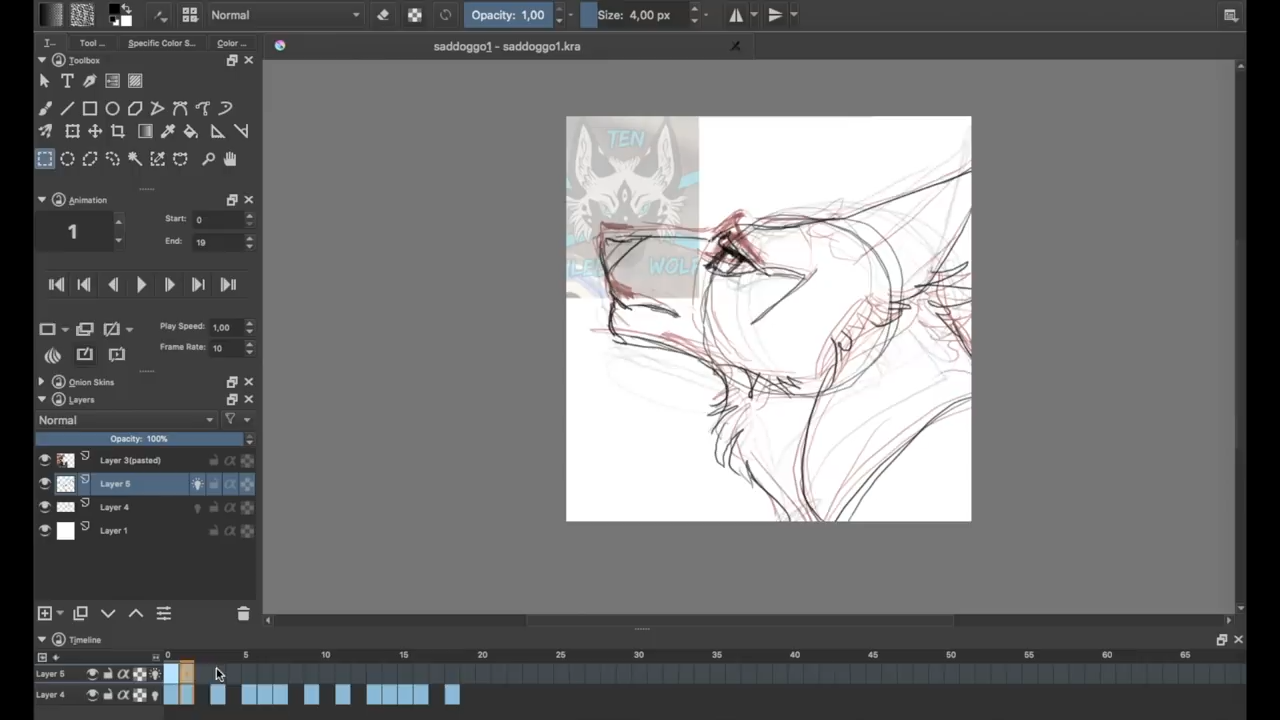 Normal
Opacity: 1,00
Size: 4,00 px
T...
Tool ...
Specific Color S...
Color ...
saddoggo1 - saddoggo1.kra
Toolbox
TEN
WOLF
Animation
1
Start: 0
End: 19
Play Speed: 1,00
Frame Rate: 10
Onion Skins
Layers
Normal
Opacity: 100%
Layer 3(pasted)
Layer 5
Layer 4
Layer 1
Timeline
0 5 10 15 20 25 30 35 40 45 50 55 60 65
Layer 5
Layer 4